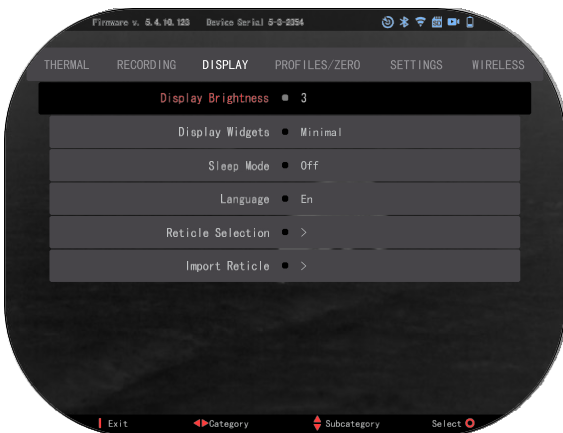 Firmware v. 5.4.10.123 Device Serial 5-8-2354
THERMAL RECORDING DISPLAY PROFILES/ZERO SETTINGS WIRELESS
Display Brightness 3
Display Widgets Minimal
Sleep Mode Off
Language En
Reticle Selection >
Import Reticle >
Exit Category Subcategory Select